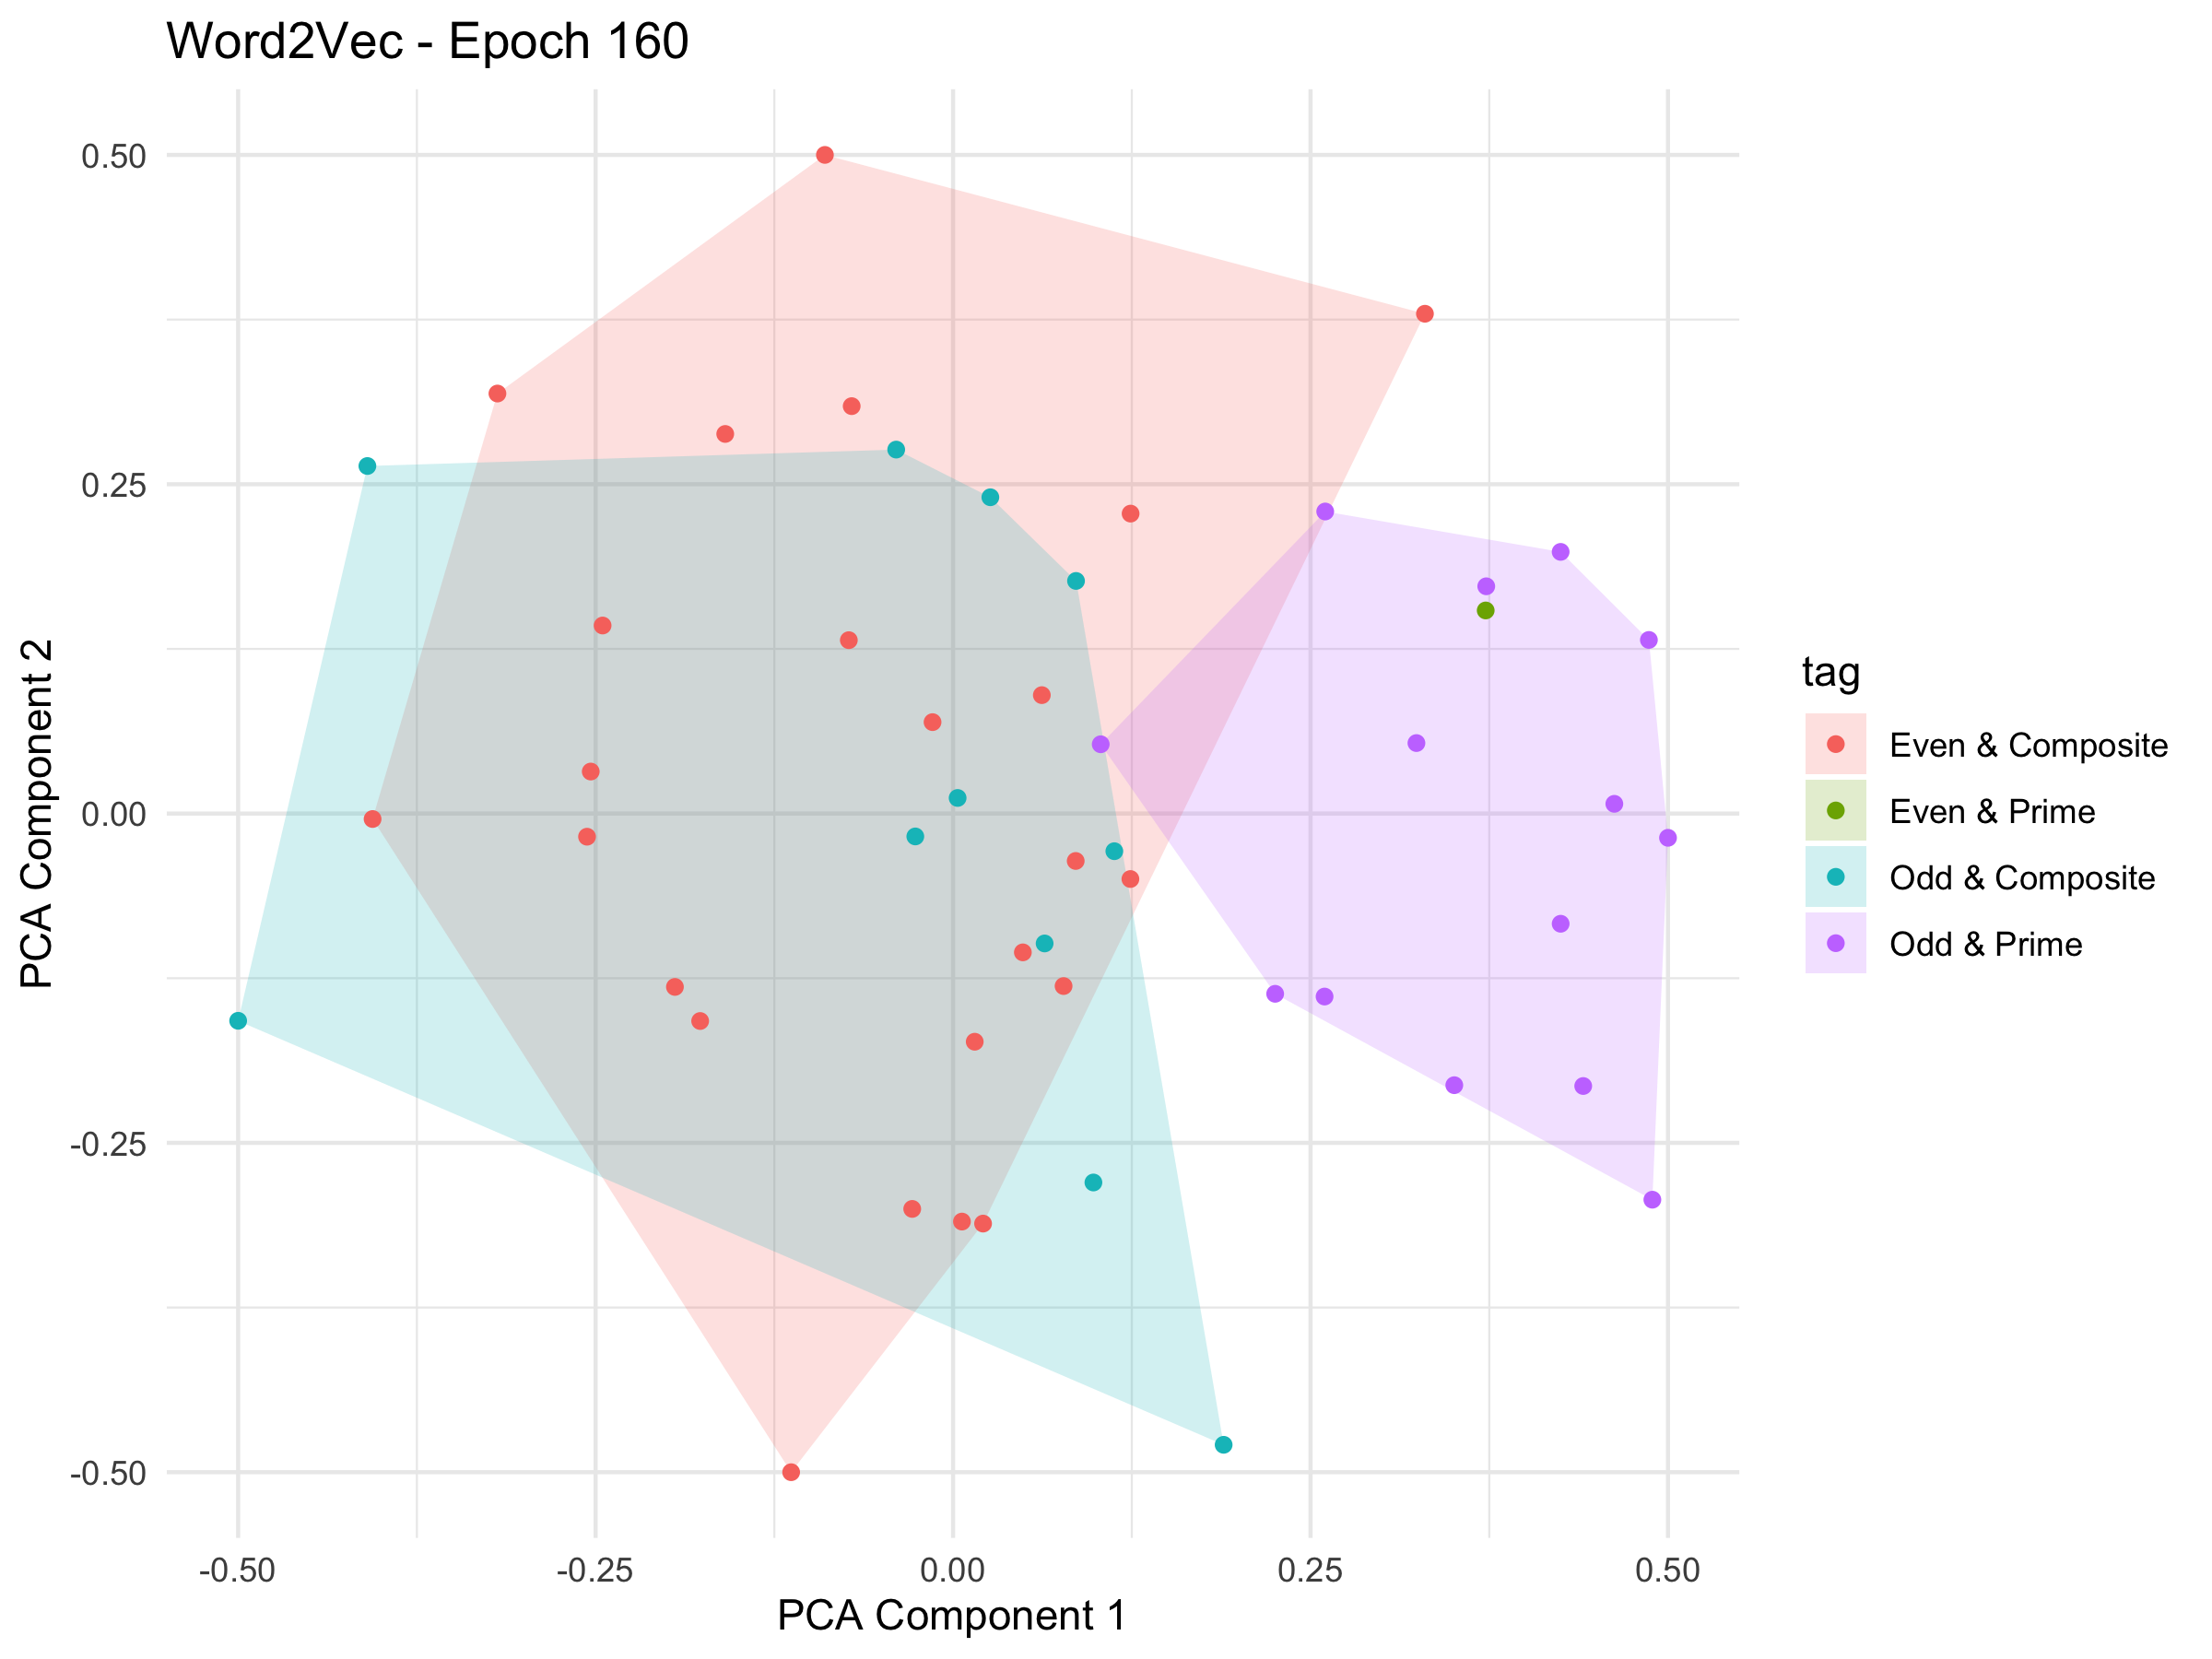 Word2Vec - Epoch 160
0.50
0.25
0.00
-0.25
-0.50
PCA Component 2
-0.50
-0.25
0.00
0.25
0.50
PCA Component 1
tag
Even & Composite
Even & Prime
Odd & Composite
Odd & Prime